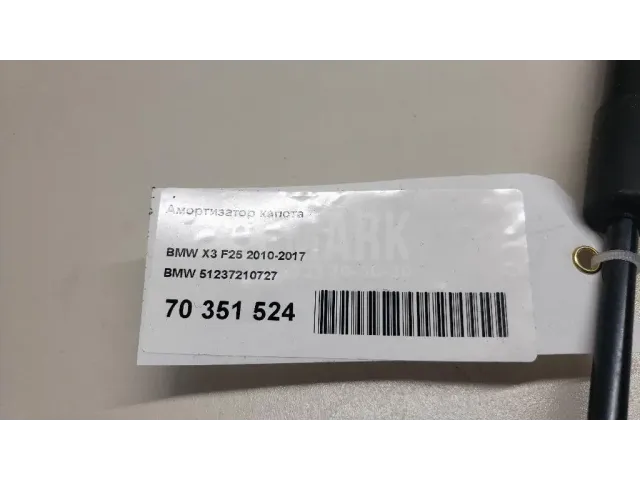 Амортизатор капота
BMW X3 F25 2010-2017
BMW 51237210727
70 351 524